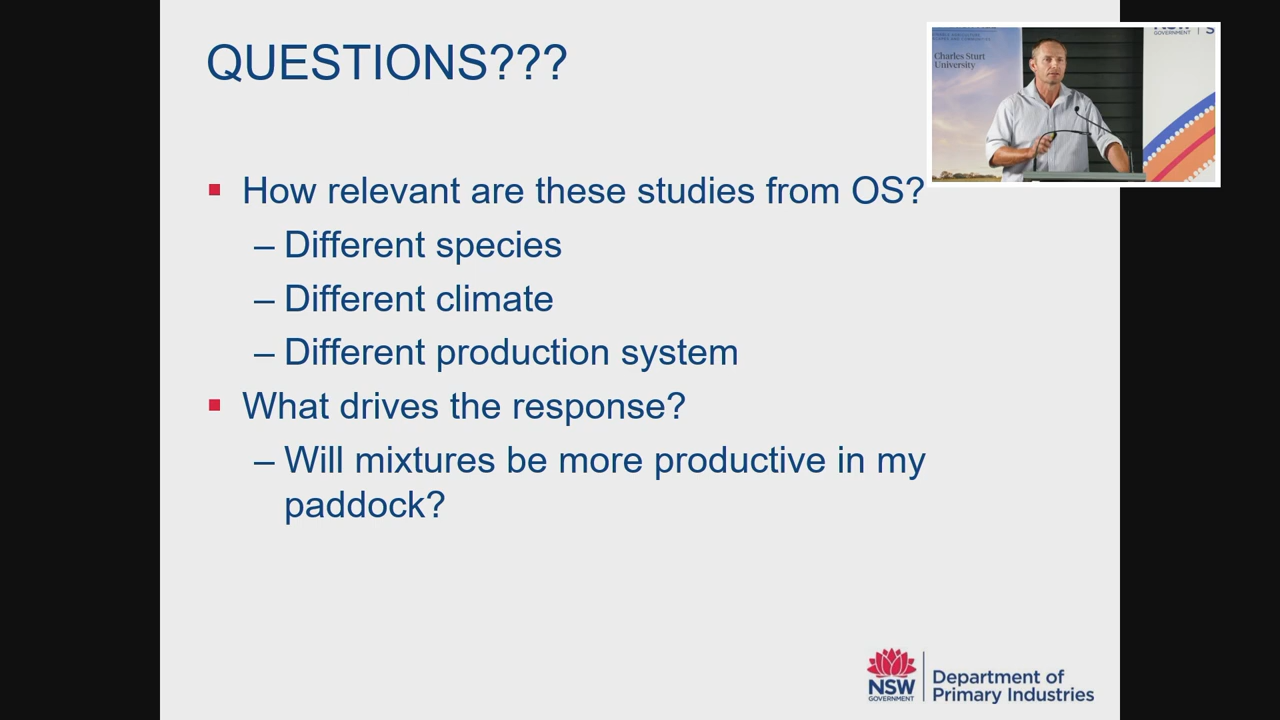 QUESTIONS???
How relevant are these studies from OS?
– Different species
– Different climate
– Different production system
What drives the response?
– Will mixtures be more productive in my
paddock?
Charles Sturt
University
GOVERNMENT
NSW
GOVERNMENT
Department of
Primary Industries